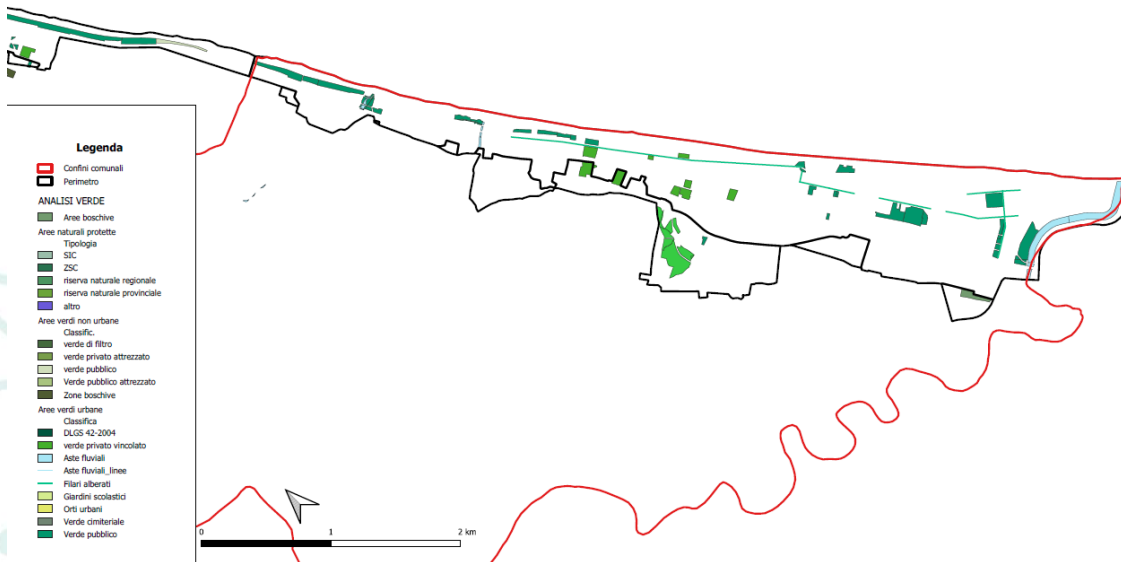 Legenda
Confini comunali
Perimetro
ANALISI VERDE
Aree boschive
Aree naturali protette
Tipologia
SIC
ZSC
riserva naturale regionale
riserva naturale provinciale
altro
Aree verdi non urbane
Classific.
verde di filtro
verde privato attrezzato
verde pubblico
Verde pubblico attrezzato
Zone boschive
Aree verdi urbane
Classifica
DLGS 42-2004
verde privato vincolato
Aste fluviali
Aste fluviali_linee
Filari alberati
Giardini scolastici
Orti urbani
Verde cimiteriale
Verde pubblico
0 1 2 km